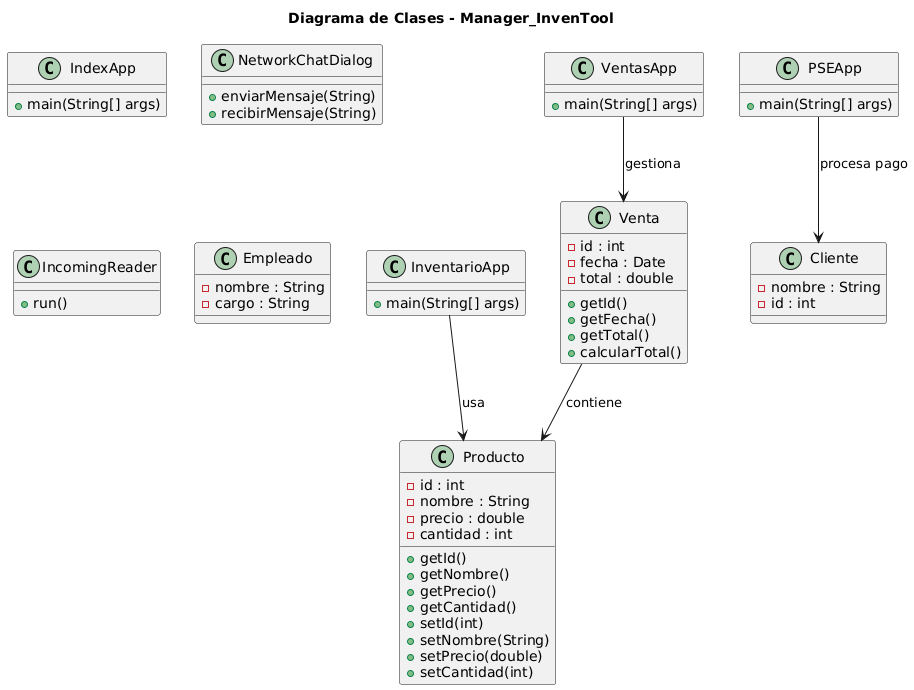 Diagrama de Clases - Manager_InvenTool
C IndexApp
main(String[] args)
C NetworkChatDialog
enviarMensaje(String)
recibirMensaje(String)
C VentasApp
main(String[] args)
C PSEApp
main(String[] args)
gestiona
procesa pago
C IncomingReader
run()
C Empleado
nombre : String
cargo : String
C InventarioApp
main(String[] args)
C Venta
id : int
fecha : Date
total : double
getId()
getFecha()
getTotal()
calcularTotal()
C Cliente
nombre : String
id : int
usa
contiene
C Producto
id : int
nombre : String
precio : double
cantidad : int
getId()
getNombre()
getPrecio()
getCantidad()
setId(int)
setNombre(String)
setPrecio(double)
setCantidad(int)